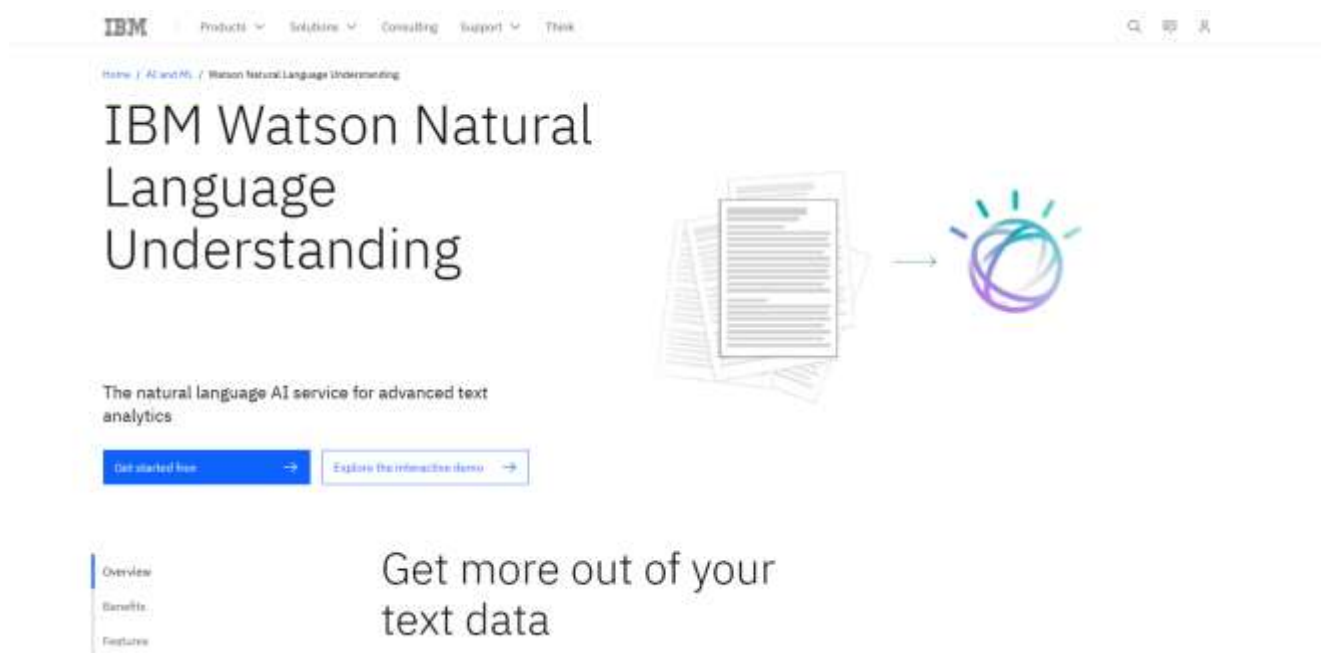 IBM
Products Solutions Consulting Support Think
Home / AI and ML / Watson Natural Language Understanding
IBM Watson Natural
Language
Understanding
The natural language AI service for advanced text
analytics
Get started free → Explore the interactive demo →
Overview
Benefits
Features
Get more out of your
text data